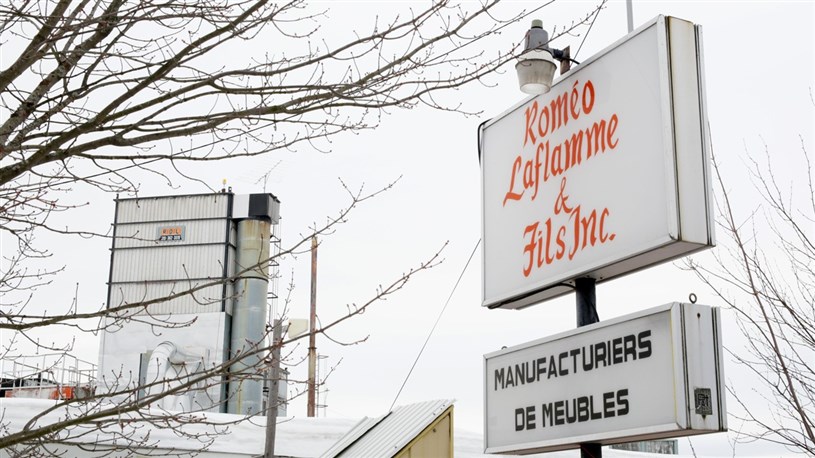 Roméo
Laflamme
&
Fils Inc.
MANUFACTURIERS
DE MEUBLES